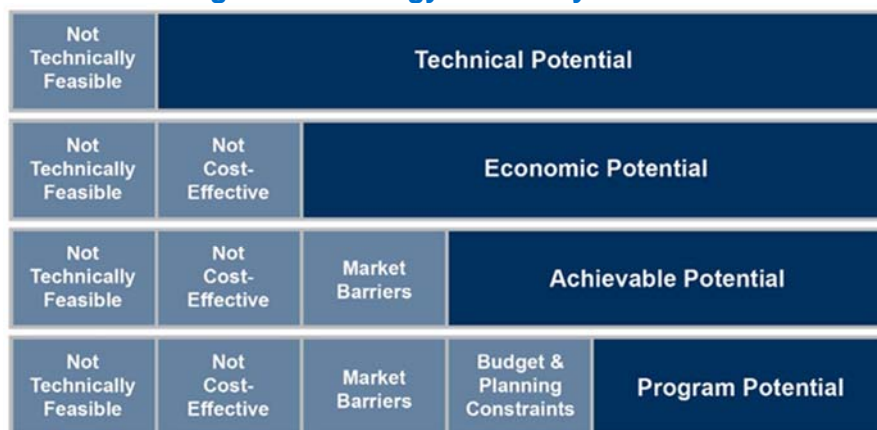 Not
Technically
Feasible
Technical Potential
Not
Technically
Feasible
Not
Cost-
Effective
Economic Potential
Not
Technically
Feasible
Not
Cost-
Effective
Market
Barriers
Achievable Potential
Not
Technically
Feasible
Not
Cost-
Effective
Market
Barriers
Budget &
Planning
Constraints
Program Potential